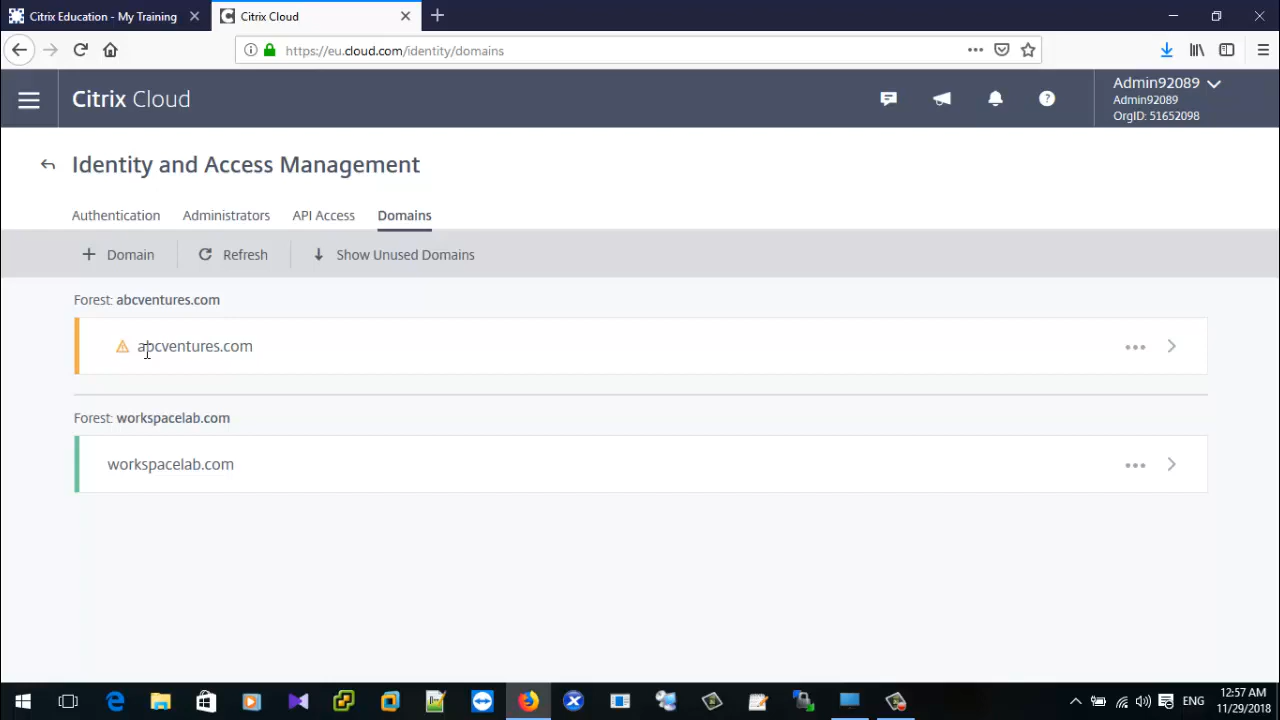 Citrix Education - My Training
Citrix Cloud
https://eu.cloud.com/identity/domains
Citrix Cloud
Admin92089
Admin92089
OrgID: 51652098
Identity and Access Management
Authentication
Administrators
API Access
Domains
Domain
Refresh
Show Unused Domains
Forest: abcventures.com
abcventures.com
Forest: workspacelab.com
workspacelab.com
ENG
12:57 AM
11/29/2018